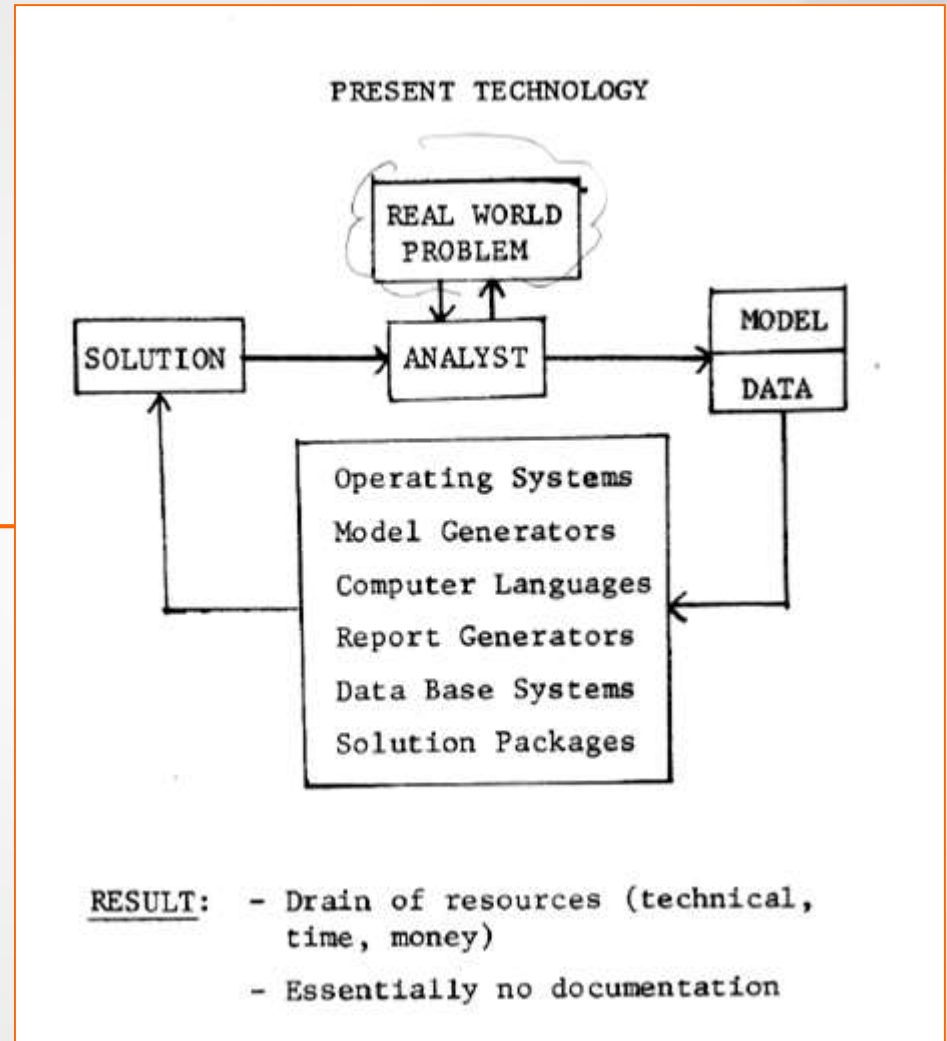 PRESENT TECHNOLOGY
REAL WORLD
PROBLEM
SOLUTION
ANALYST
MODEL
DATA
Operating Systems
Model Generators
Computer Languages
Report Generators
Data Base Systems
Solution Packages
RESULT: - Drain of resources (technical,
time, money)
- Essentially no documentation